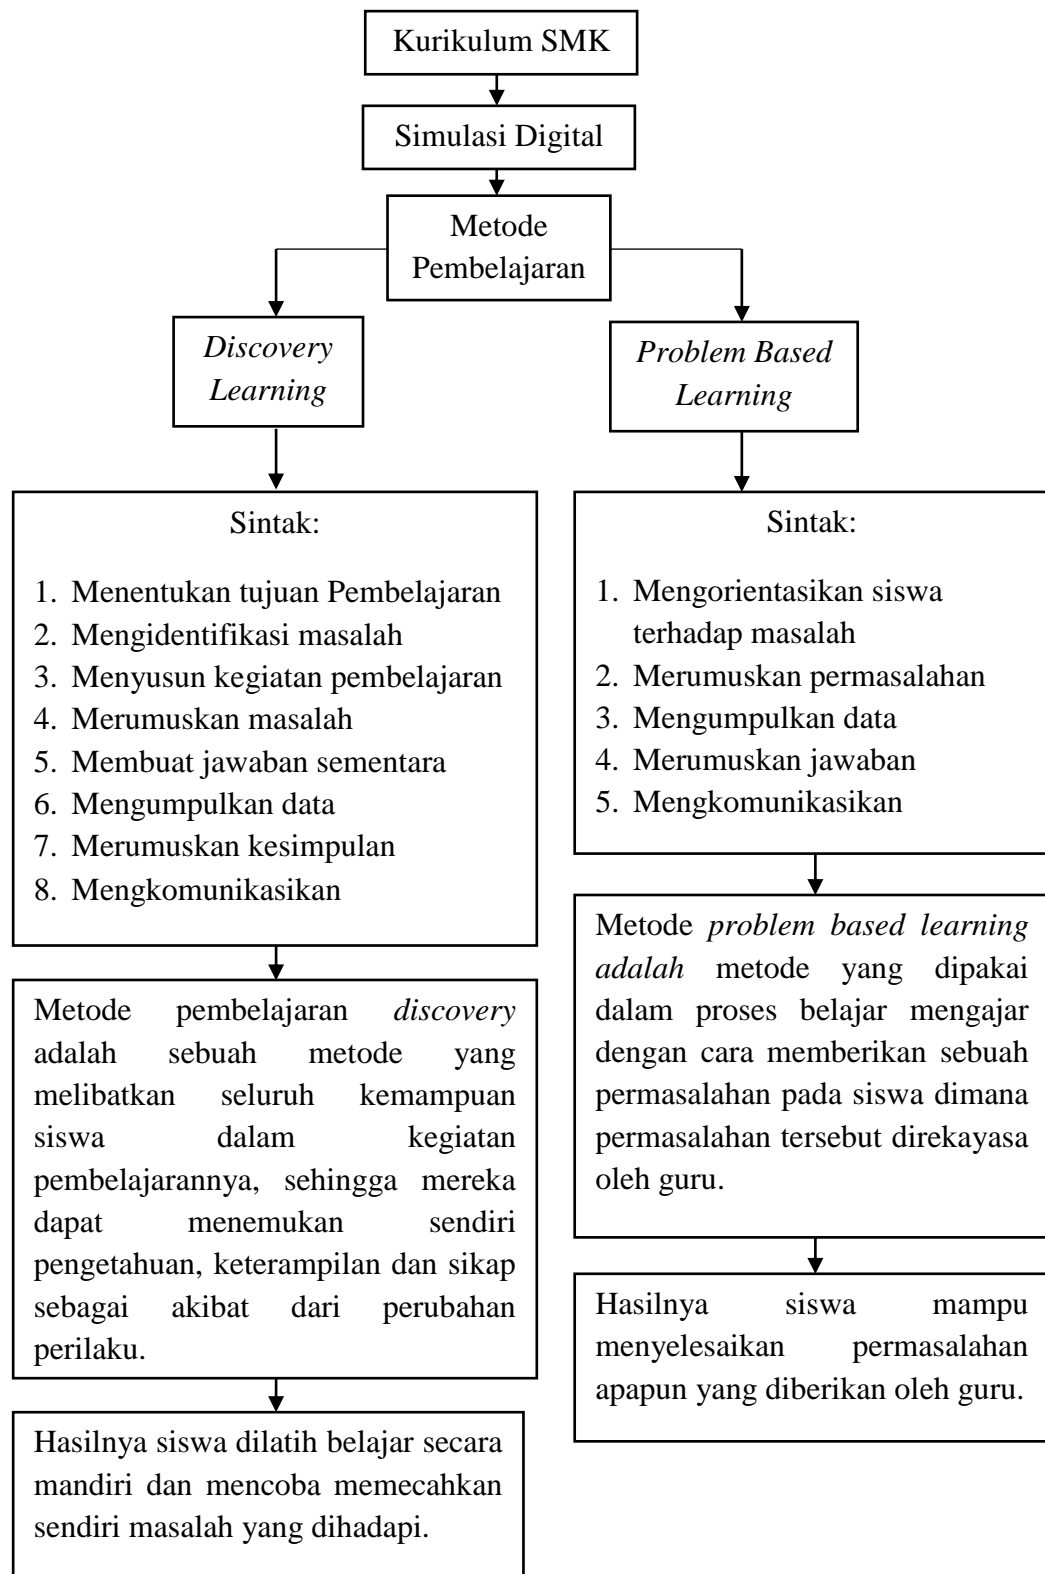 Kurikulum SMK
Simulasi Digital
Metode
Pembelajaran
Discovery
Learning
Problem Based
Learning
Sintak:
1. Menentukan tujuan Pembelajaran
2. Mengidentifikasi masalah
3. Menyusun kegiatan pembelajaran
4. Merumuskan masalah
5. Membuat jawaban sementara
6. Mengumpulkan data
7. Merumuskan kesimpulan
8. Mengkomunikasikan
Sintak:
1. Mengorientasikan siswa
terhadap masalah
2. Merumuskan permasalahan
3. Mengumpulkan data
4. Merumuskan jawaban
5. Mengkomunikasikan
Metode pembelajaran discovery
adalah sebuah metode yang
melibatkan seluruh kemampuan
siswa dalam kegiatan
pembelajarannya, sehingga mereka
dapat menemukan sendiri
pengetahuan, keterampilan dan sikap
sebagai akibat dari perubahan
perilaku.
Metode problem based learning
adalah metode yang dipakai
dalam proses belajar mengajar
dengan cara memberikan sebuah
permasalahan pada siswa dimana
permasalahan tersebut direkayasa
oleh guru.
Hasilnya siswa dilatih belajar secara
mandiri dan mencoba memecahkan
sendiri masalah yang dihadapi.
Hasilnya siswa mampu
menyelesaikan permasalahan
apapun yang diberikan oleh guru.